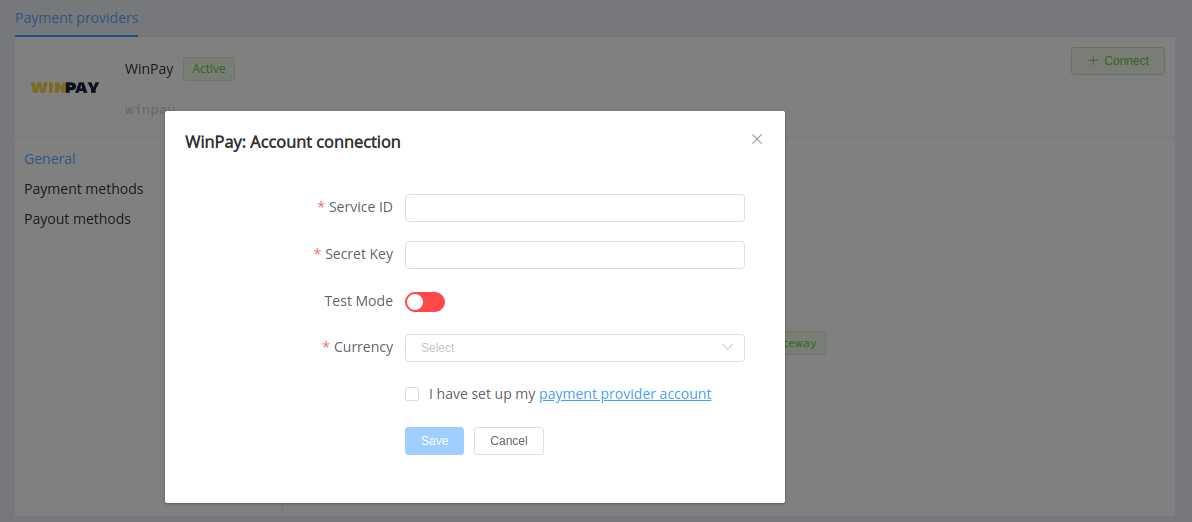 Payment providers
WINPAY
WinPay Active
Connect
winpay
WinPay: Account connection
General
Payment methods
Payout methods
* Service ID
* Secret Key
Test Mode
* Currency Select
ceway
I have set up my payment provider account
Save Cancel